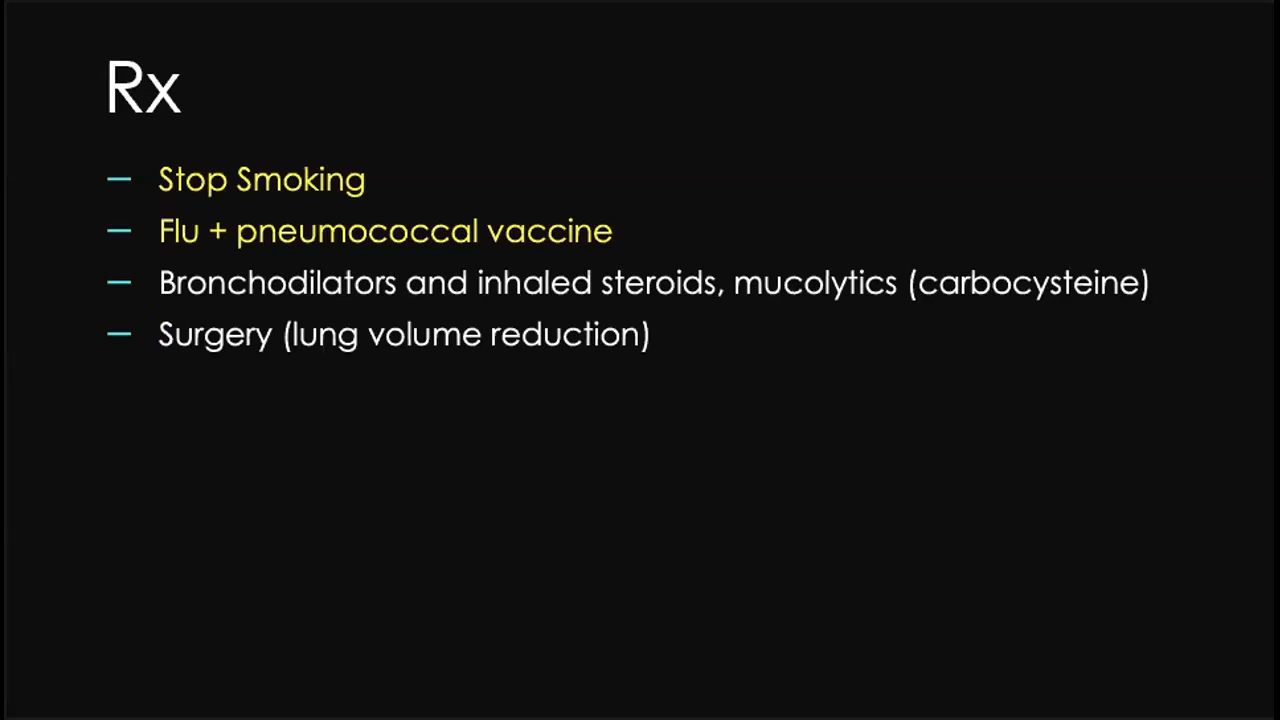 Rx
— Stop Smoking
— Flu + pneumococcal vaccine
— Bronchodilators and inhaled steroids, mucolytics (carbocysteine)
— Surgery (lung volume reduction)